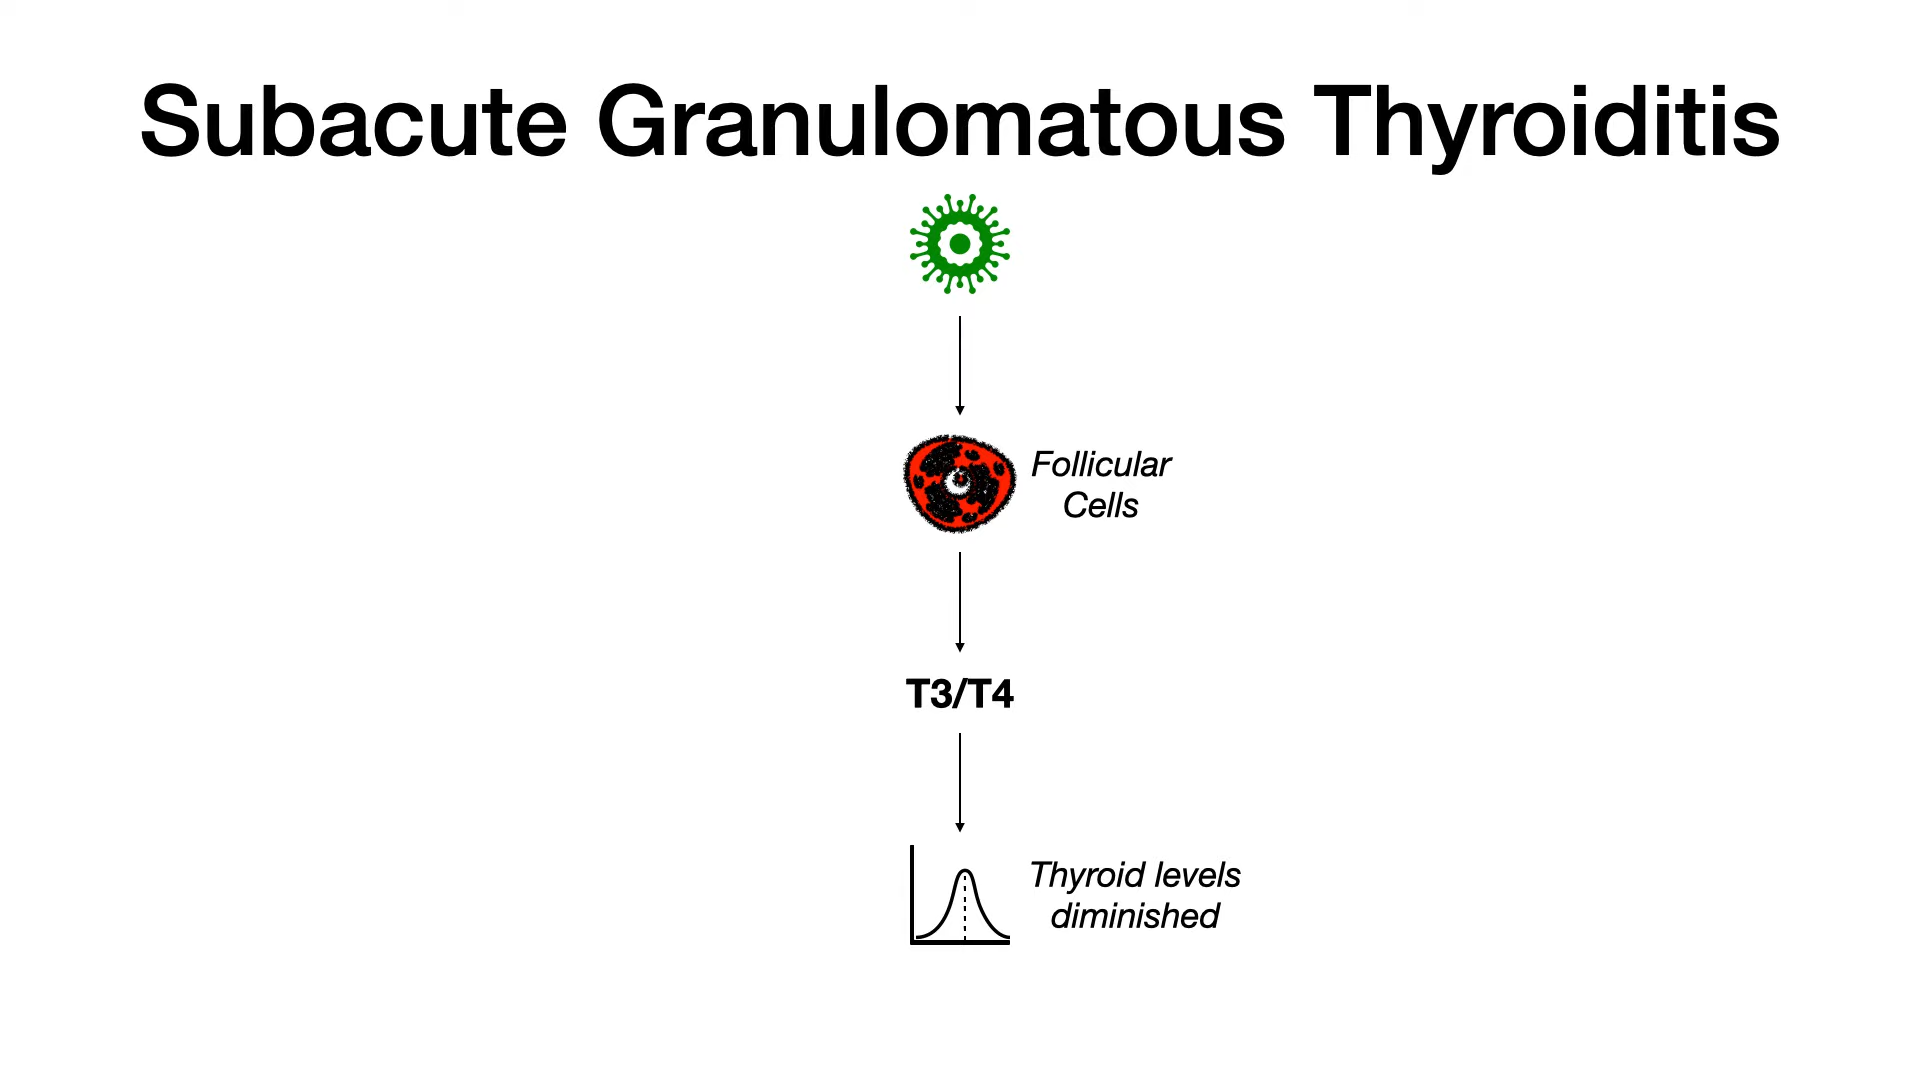 Subacute Granulomatous Thyroiditis
Follicular
Cells
T3/T4
Thyroid levels
diminished